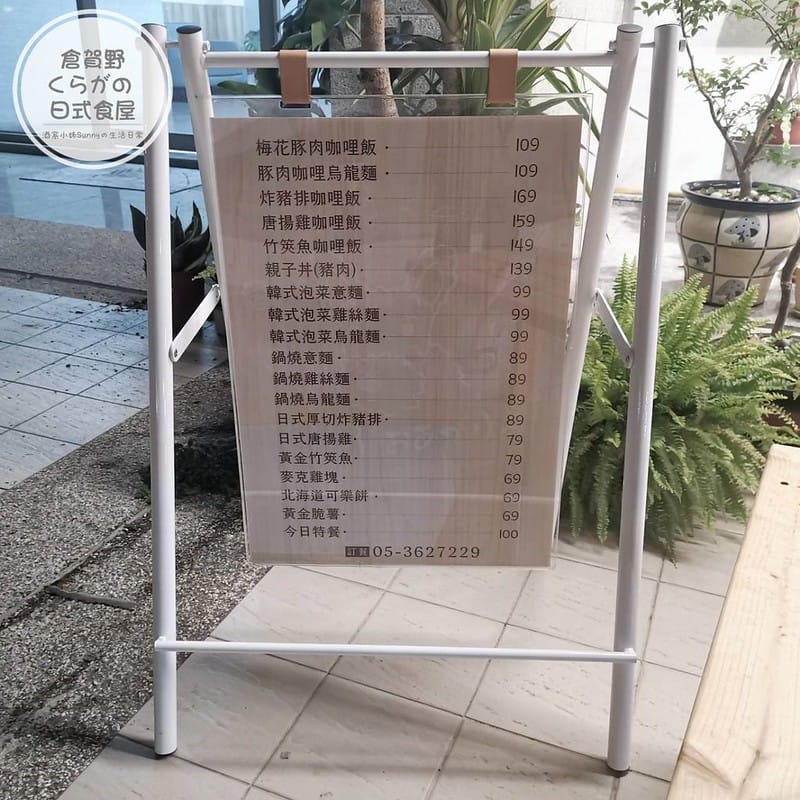 倉賀野
くらがの
日式食屋
酒窩小姊Sunnyの生活日常
梅花豚肉咖哩飯 · 109
豚肉咖哩烏龍麵 · 109
炸豬排咖哩飯 · 169
唐揚雞咖哩飯 · 159
竹筴魚咖哩飯 · 149
親子丼(豬肉) · 139
韓式泡菜意麵 · 99
韓式泡菜雞絲麵 · 99
韓式泡菜烏龍麵 · 99
鍋燒意麵 · 89
鍋燒雞絲麵 · 89
鍋燒烏龍麵 · 89
日式厚切炸豬排 · 89
日式唐揚雞 · 79
黃金竹筴魚 · 79
麥克雞塊 · 69
北海道可樂餅 · 69
黃金脆薯 · 69
今日特餐 · 100
訂餐 05-3627229